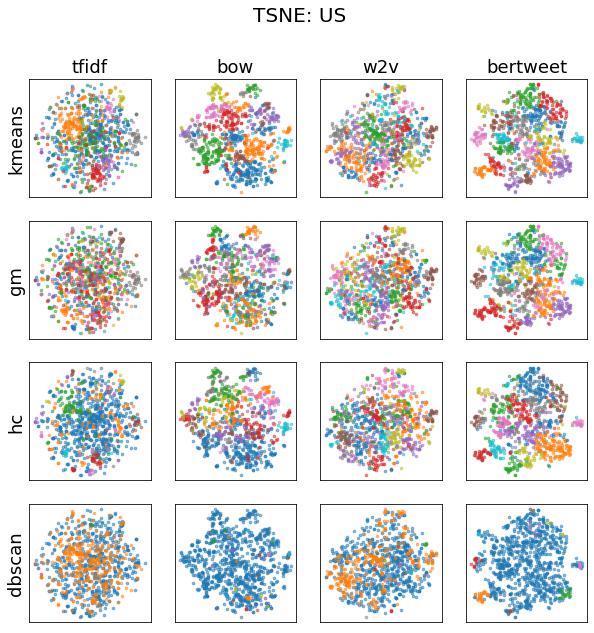 TSNE: US
tfidf
bow
w2v
bertweet
kmeans
gm
hc
dbscan